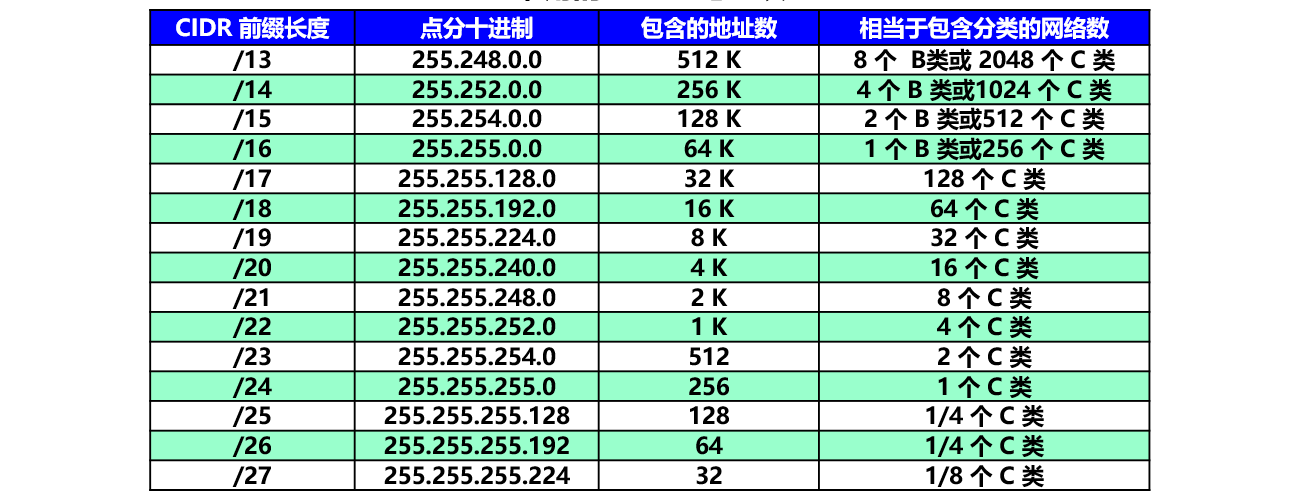 CIDR 前缀长度 点分十进制 包含的地址数 相当于包含分类的网络数
/13 255.248.0.0 512 K 8 个 B类或 2048 个 C 类
/14 255.252.0.0 256 K 4 个 B 类或1024 个 C 类
/15 255.254.0.0 128 K 2 个 B 类或512 个 C 类
/16 255.255.0.0 64 K 1 个 B 类或256 个 C 类
/17 255.255.128.0 32 K 128 个 C 类
/18 255.255.192.0 16 K 64 个 C 类
/19 255.255.224.0 8 K 32 个 C 类
/20 255.255.240.0 4 K 16 个 C 类
/21 255.255.248.0 2 K 8 个 C 类
/22 255.255.252.0 1 K 4 个 C 类
/23 255.255.254.0 512 2 个 C 类
/24 255.255.255.0 256 1 个 C 类
/25 255.255.255.128 128 1/4 个 C 类
/26 255.255.255.192 64 1/4 个 C 类
/27 255.255.255.224 32 1/8 个 C 类